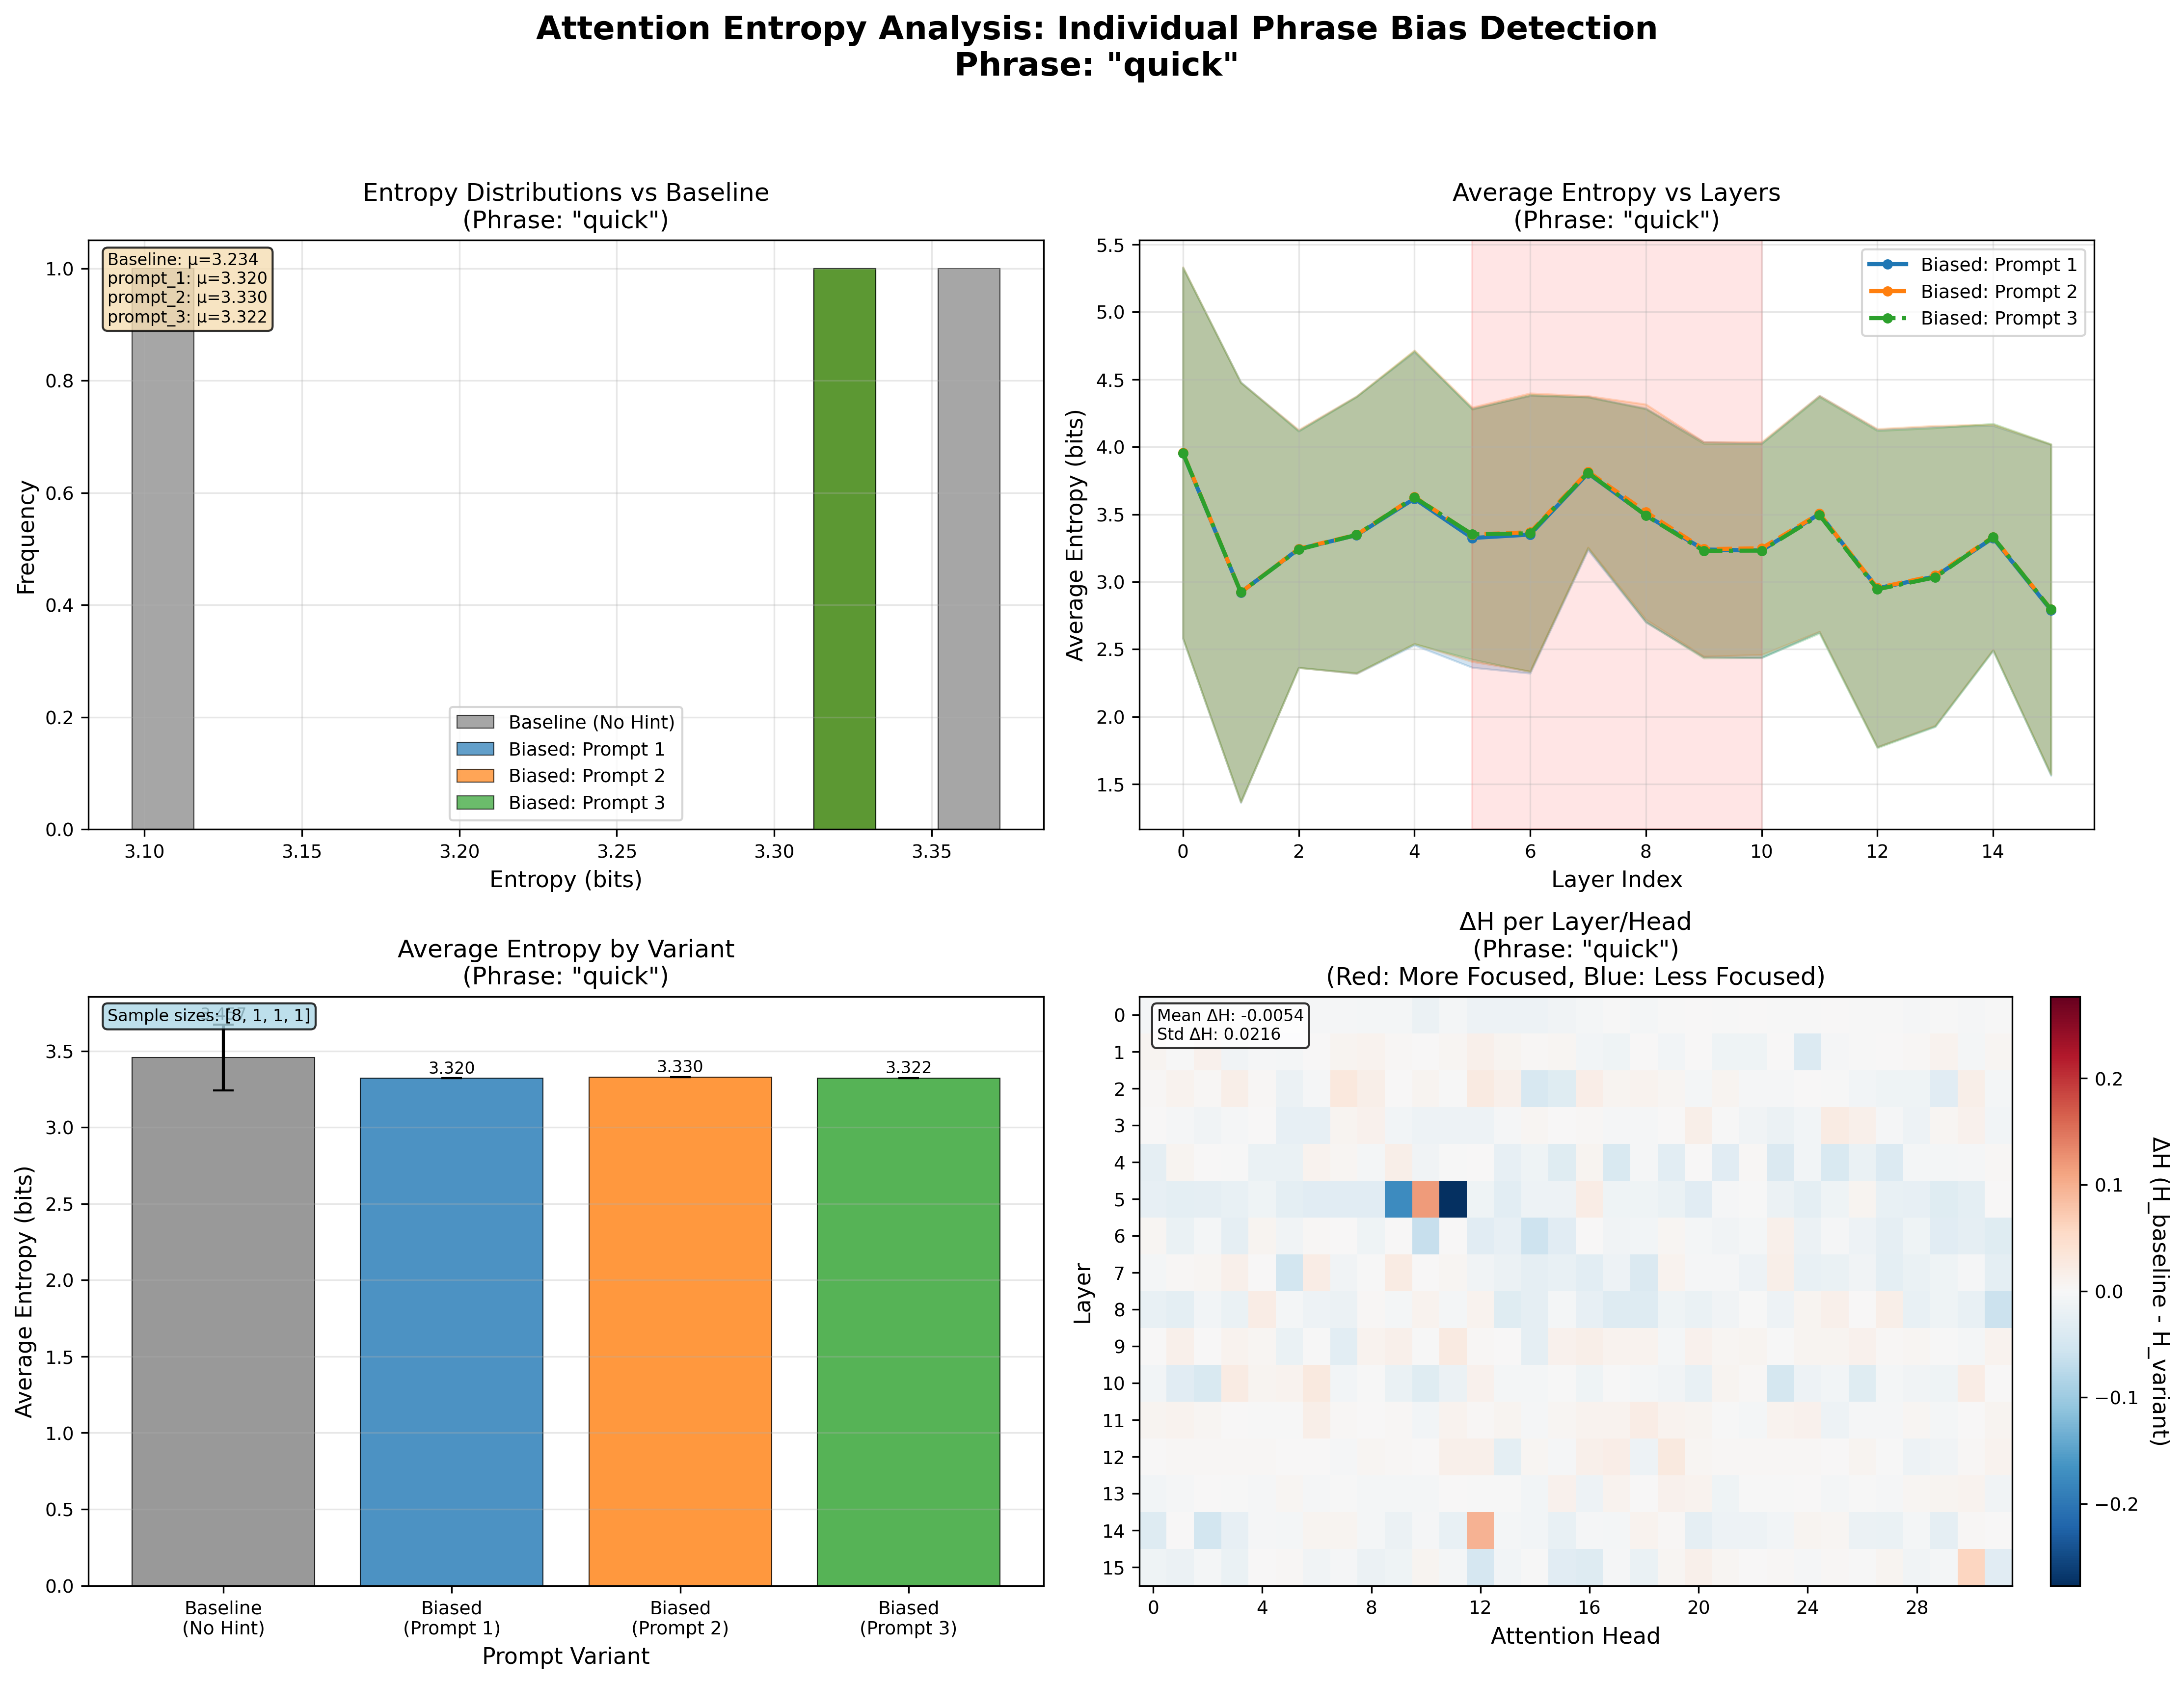 Attention Entropy Analysis: Individual Phrase Bias Detection
Phrase: "quick"
Entropy Distributions vs Baseline
(Phrase: "quick")
Baseline: μ=3.234
prompt_1: μ=3.320
prompt_2: μ=3.330
prompt_3: μ=3.322
Frequency
1.0
0.8
0.6
0.4
0.2
0.0
Baseline (No Hint)
Biased: Prompt 1
Biased: Prompt 2
Biased: Prompt 3
3.10 3.15 3.20 3.25 3.30 3.35
Entropy (bits)
Average Entropy vs Layers
(Phrase: "quick")
Biased: Prompt 1
Biased: Prompt 2
Biased: Prompt 3
Average Entropy (bits)
5.5
5.0
4.5
4.0
3.5
3.0
2.5
2.0
1.5
0 2 4 6 8 10 12 14
Layer Index
Average Entropy by Variant
(Phrase: "quick")
Sample sizes: [8, 1, 1, 1]
3.320
3.330
3.322
Average Entropy (bits)
3.5
3.0
2.5
2.0
1.5
1.0
0.5
0.0
Baseline Biased Biased Biased
(No Hint) (Prompt 1) (Prompt 2) (Prompt 3)
Prompt Variant
ΔH per Layer/Head
(Phrase: "quick")
(Red: More Focused, Blue: Less Focused)
Mean ΔH: -0.0054
Std ΔH: 0.0216
Layer
0
1
2
3
4
5
6
7
8
9
10
11
12
13
14
15
0 4 8 12 16 20 24 28
Attention Head
0.2
0.1
0.0
−0.1
−0.2
ΔH (H_baseline - H_variant)